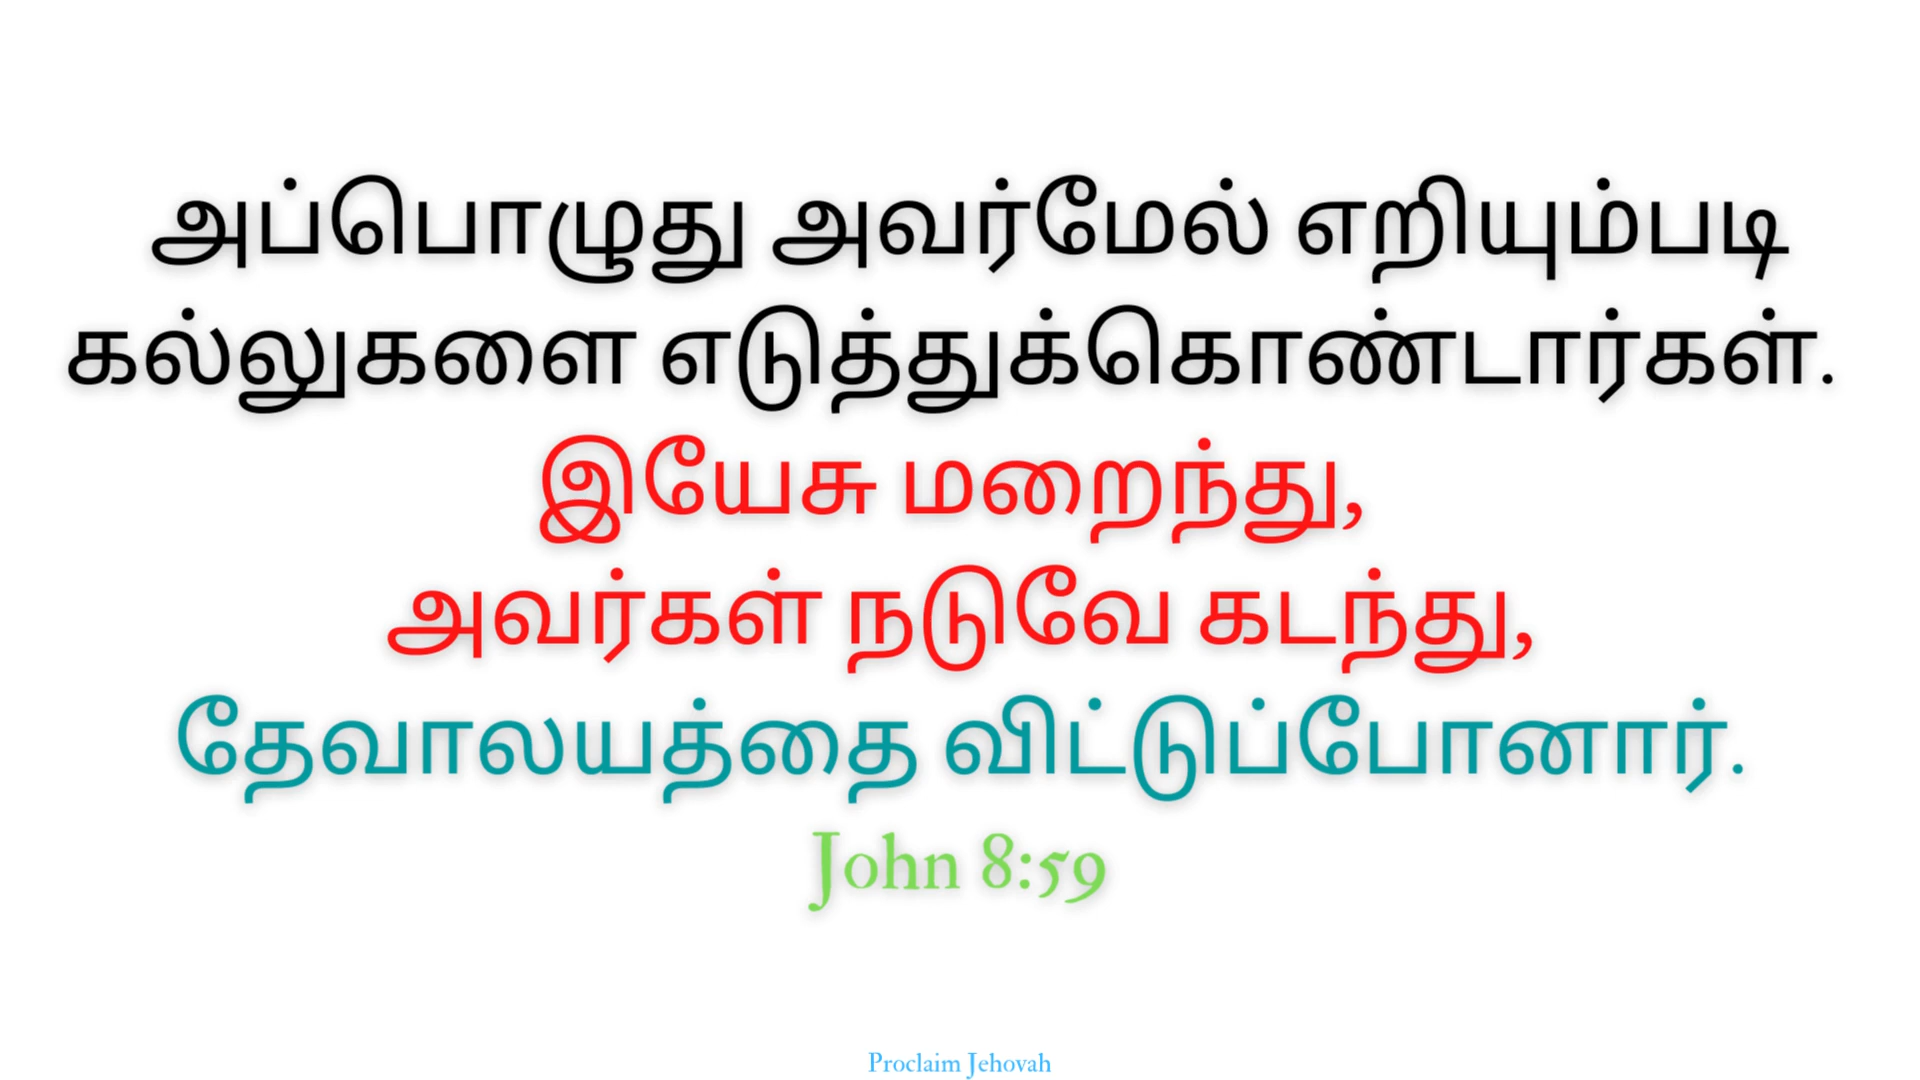 அப்பொழுது அவர்மேல் எறியும்படி
கல்லுகளை எடுத்துக்கொண்டார்கள்.
இயேசு மறைந்து,
அவர்கள் நடுவே கடந்து,
தேவாலயத்தை விட்டுப்போனார்.
John 8:59
Proclaim Jehovah